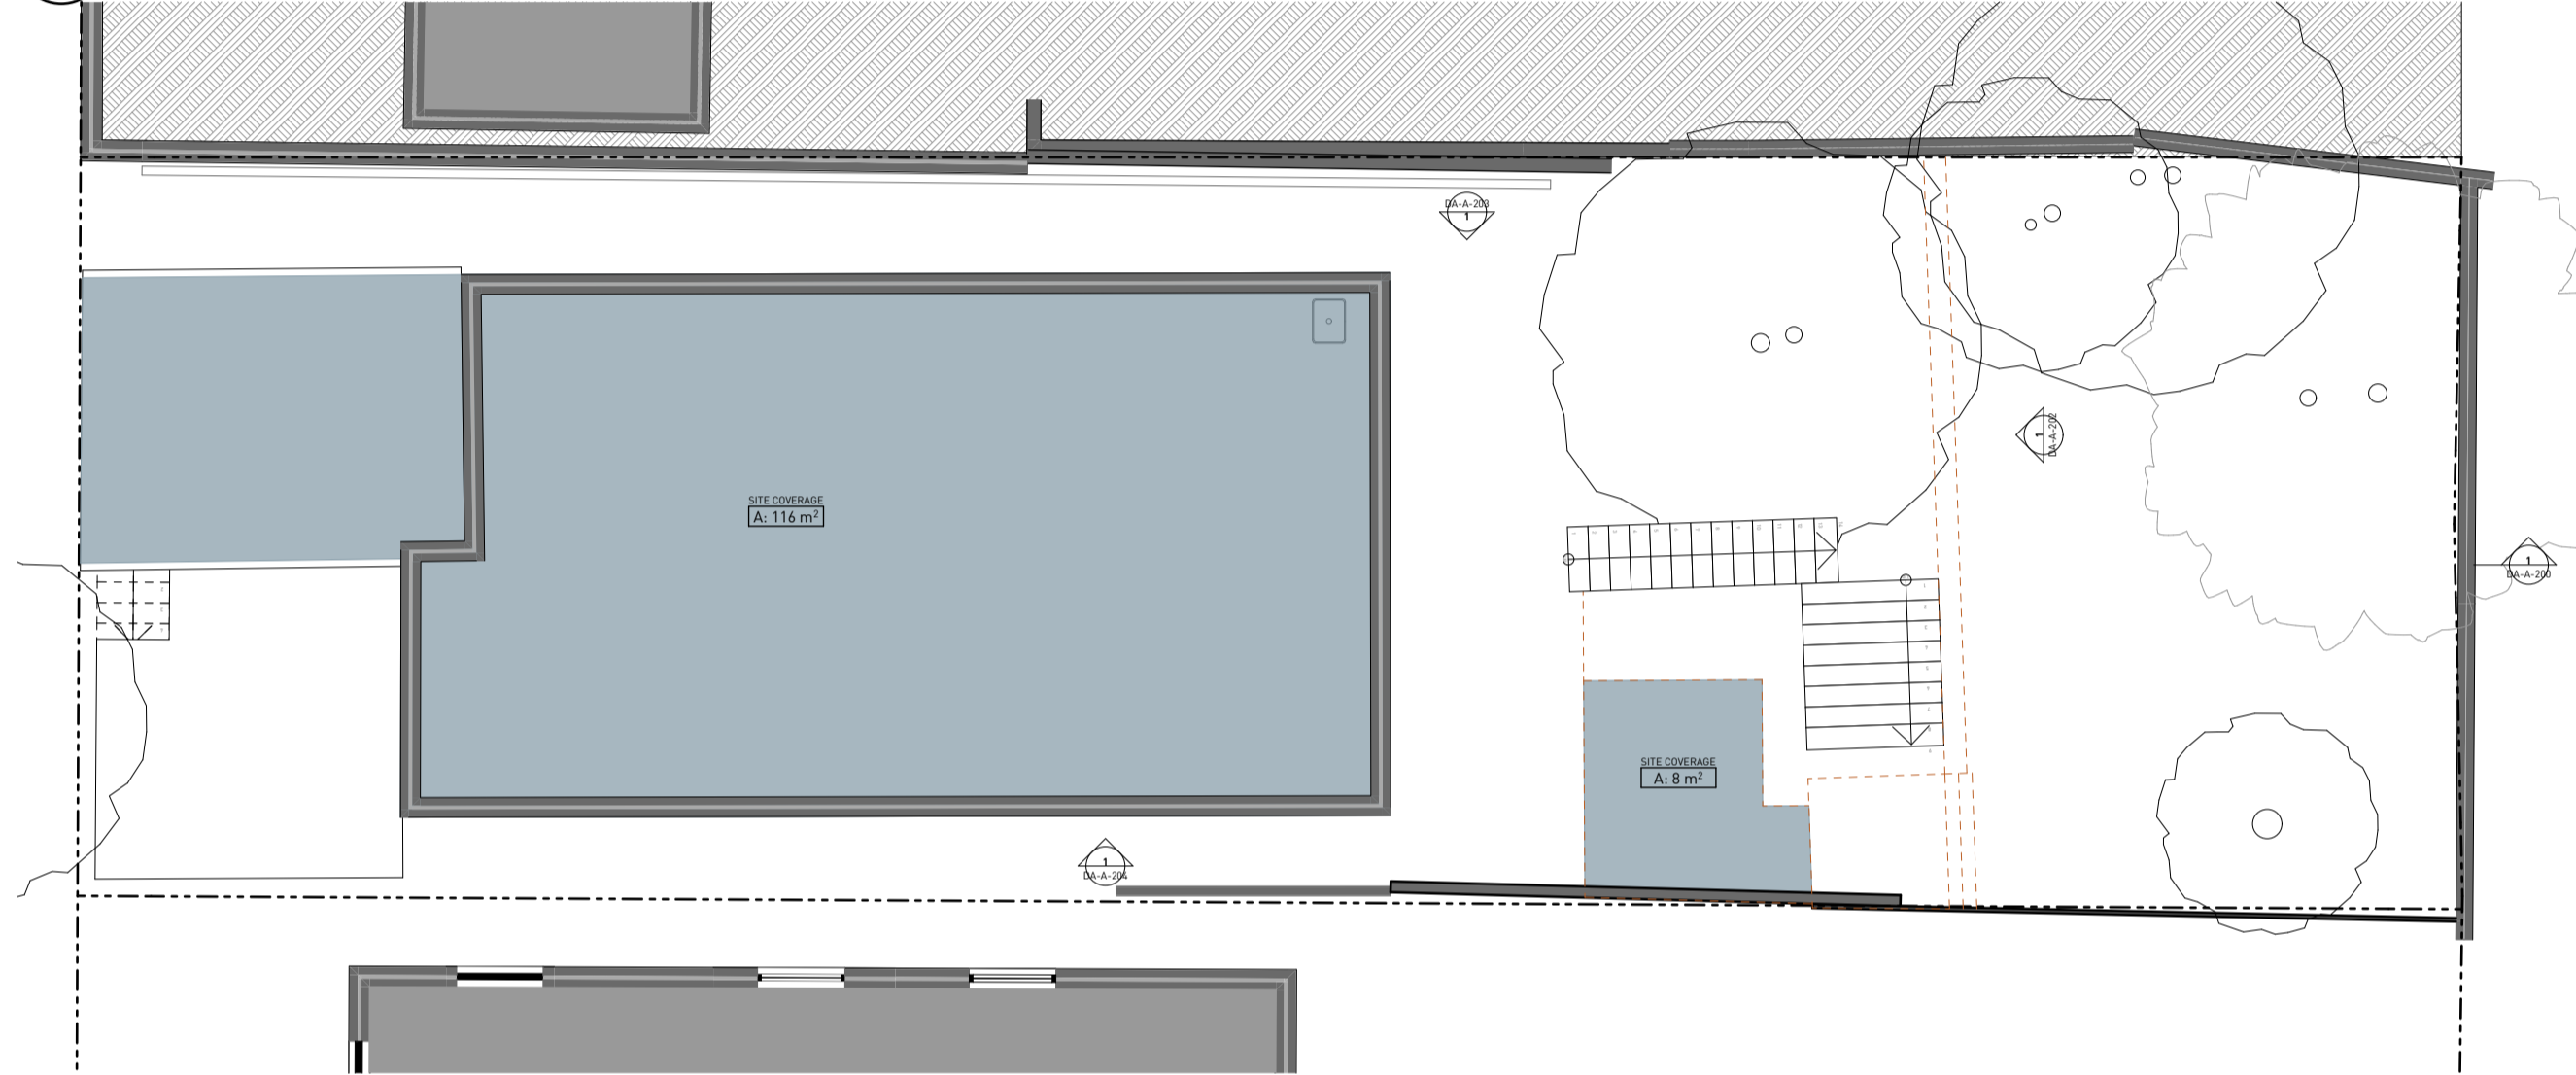 DA-A-203
1
1
DA-A-202
SITE COVERAGE
A: 116 m²
1
DA-A-200
SITE COVERAGE
A: 8 m²
1
DA-A-204